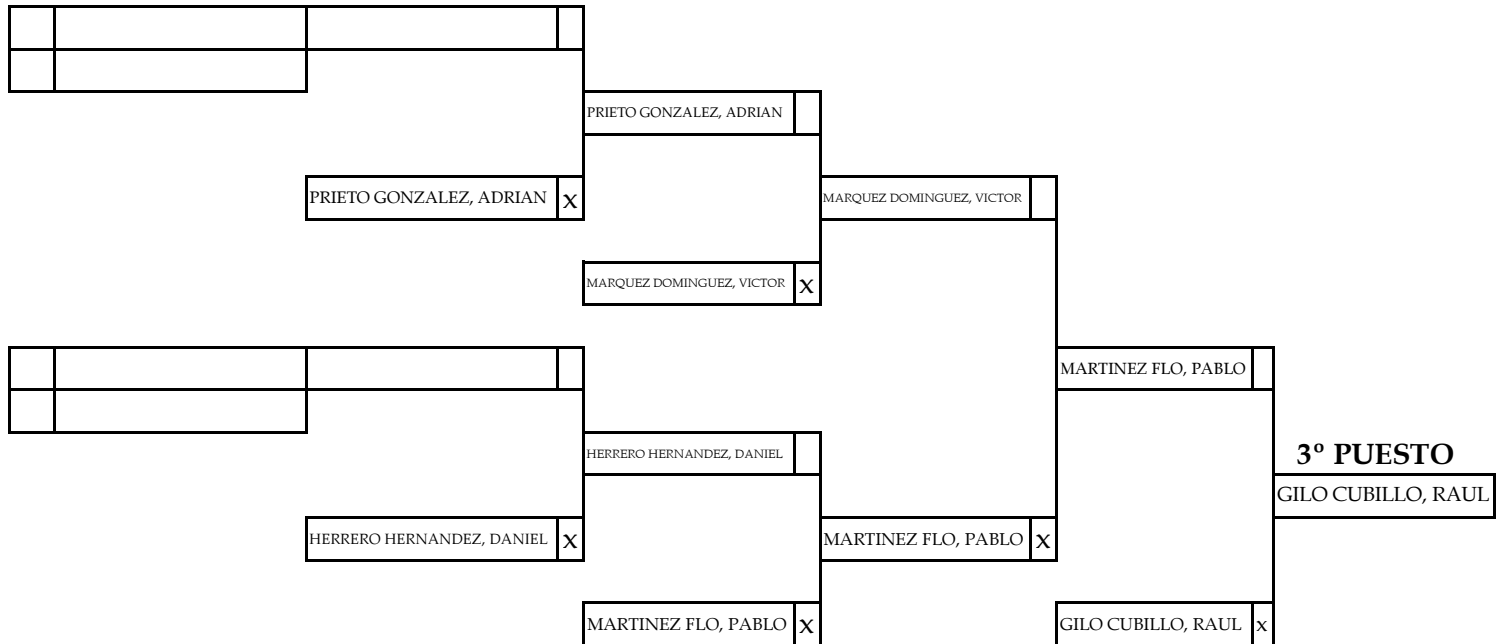 PRIETO GONZALEZ, ADRIAN
PRIETO GONZALEZ, ADRIAN x
MARQUEZ DOMINGUEZ, VICTOR
MARQUEZ DOMINGUEZ, VICTOR x
MARTINEZ FLO, PABLO
HERRERO HERNANDEZ, DANIEL
3º PUESTO
GILO CUBILLO, RAUL
HERRERO HERNANDEZ, DANIEL x
MARTINEZ FLO, PABLO x
MARTINEZ FLO, PABLO x
GILO CUBILLO, RAUL x